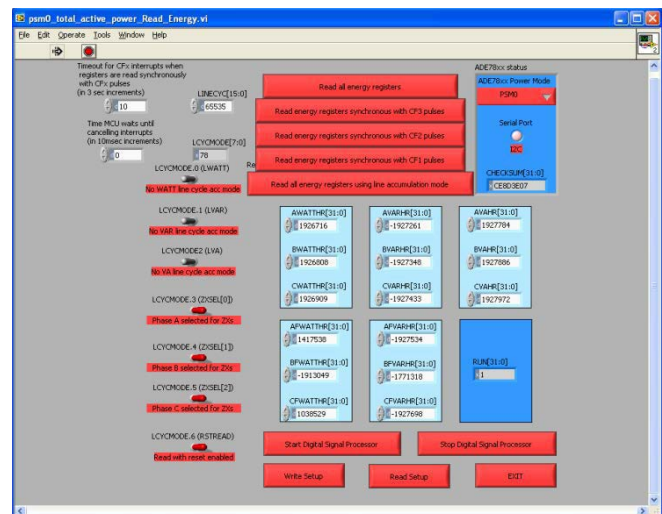 psm0_total_active_power_Read_Energy.vi
File Edit Operate Tools Window Help
Timeout for CFx interrupts when
registers are read synchronously
with CFx pulses
(in 3 sec increments)
10
LINECYC[15:0]
65535
Time MCU waits until
cancelling interrupts
(in 10msec increments)
0
LCYCMODE[7:0]
78
Re
Read all energy registers
Read energy registers synchronous with CF3 pulses
Read energy registers synchronous with CF2 pulses
Read energy registers synchronous with CF1 pulses
Read all energy registers using line accumulation mode
ADE78xx status
ADE78xx Power Mode
PSM0
Serial Port
I2C
CHECKSUM[31:0]
CE8D3E07
LCYCMODE.0 (LWATT)
No WATT line cycle acc mode
LCYCMODE.1 (LVAR)
No VAR line cycle acc mode
LCYCMODE2 (LVA)
No VA line cycle acc mode
LCYCMODE.3 (ZXSEL[0])
Phase A selected for ZXs
LCYCMODE.4 (ZXSEL[1])
Phase B selected for ZXs
LCYCMODE.5 (ZXSEL[2])
Phase C selected for ZXs
LCYCMODE.6 (RSTREAD)
Read with reset enabled
AWATTHR[31:0]
1926716
BWATTHR[31:0]
1926808
CWATTHR[31:0]
1926909
AVARHR[31:0]
-1927261
BVARHR[31:0]
-1927348
CVARHR[31:0]
-1927433
AVAHR[31:0]
1927784
BVAHR[31:0]
1927886
CVAHR[31:0]
1927972
AFWATTHR[31:0]
1417538
BFWATTHR[31:0]
-1913049
CFWATTHR[31:0]
1038529
AFVARHR[31:0]
-1927534
BFVARHR[31:0]
-1771318
CFVARHR[31:0]
-1927698
RUN[31:0]
1
Start Digital Signal Processor
Stop Digital Signal Processor
Write Setup
Read Setup
EXIT